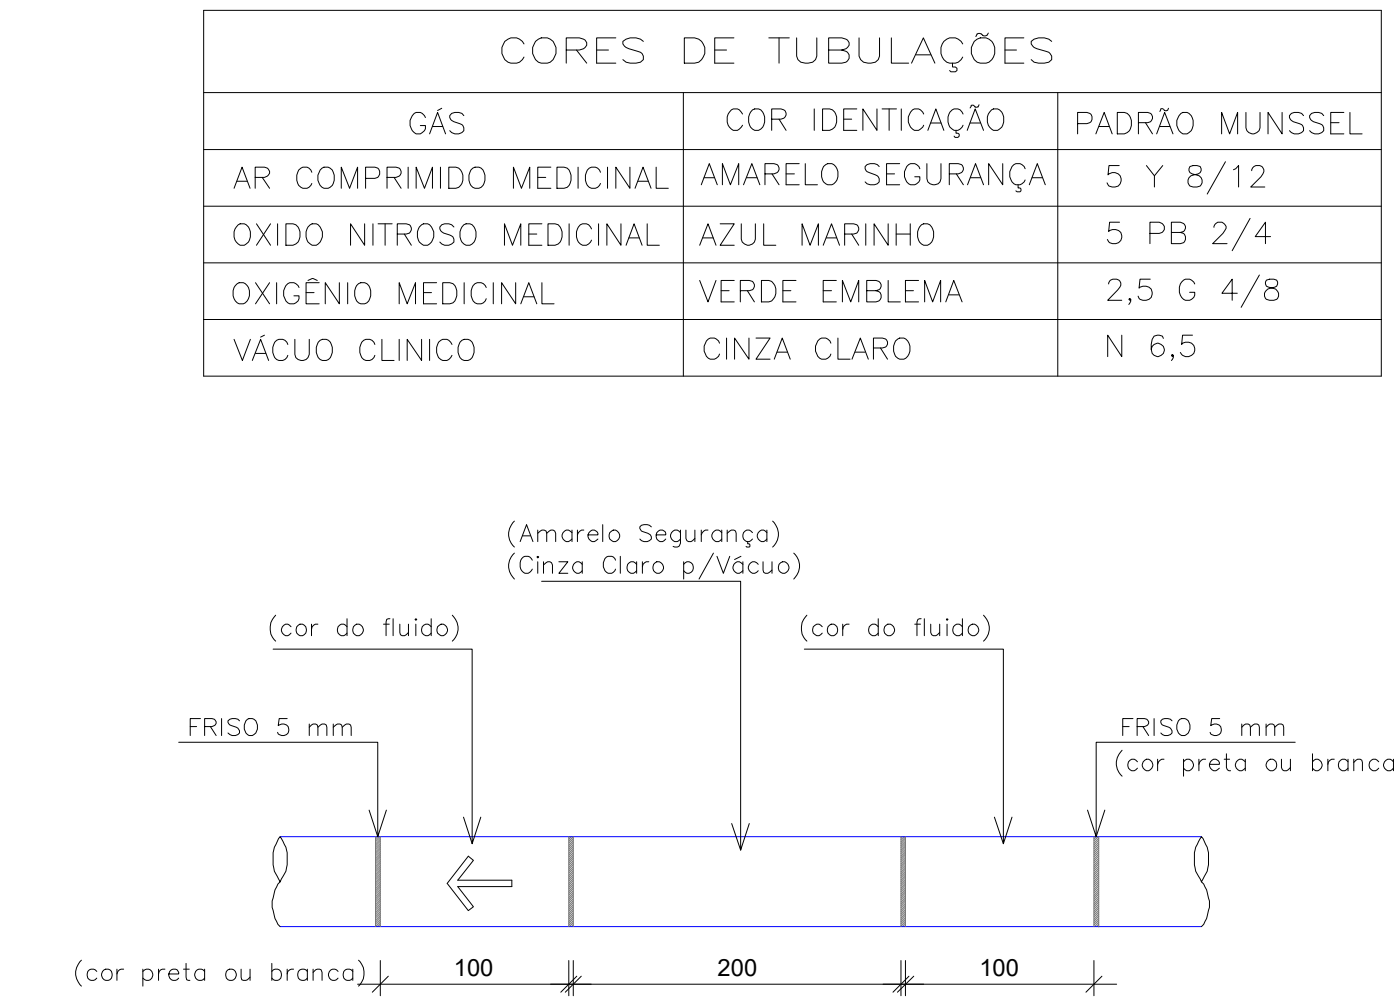 CORES DE TUBULAÇÕES
GÁS COR IDENTICAÇÃO PADRÃO MUNSSEL
AR COMPRIMIDO MEDICINAL AMARELO SEGURANÇA 5 Y 8/12
OXIDO NITROSO MEDICINAL AZUL MARINHO 5 PB 2/4
OXIGÊNIO MEDICINAL VERDE EMBLEMA 2,5 G 4/8
VÁCUO CLINICO CINZA CLARO N 6,5
(Amarelo Segurança)
(Cinza Claro p/Vácuo)
(cor do fluido) (cor do fluido)
FRISO 5 mm FRISO 5 mm
(cor preta ou branca
(cor preta ou branca) 100 200 100